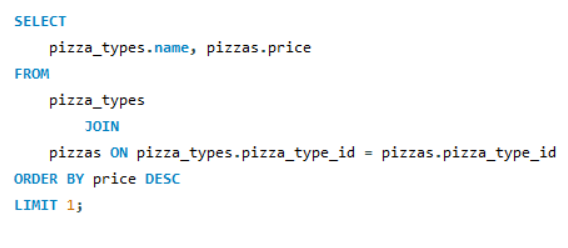 SELECT
pizza_types.name, pizzas.price
FROM
pizza_types
JOIN
pizzas ON pizza_types.pizza_type_id = pizzas.pizza_type_id
ORDER BY price DESC
LIMIT 1;